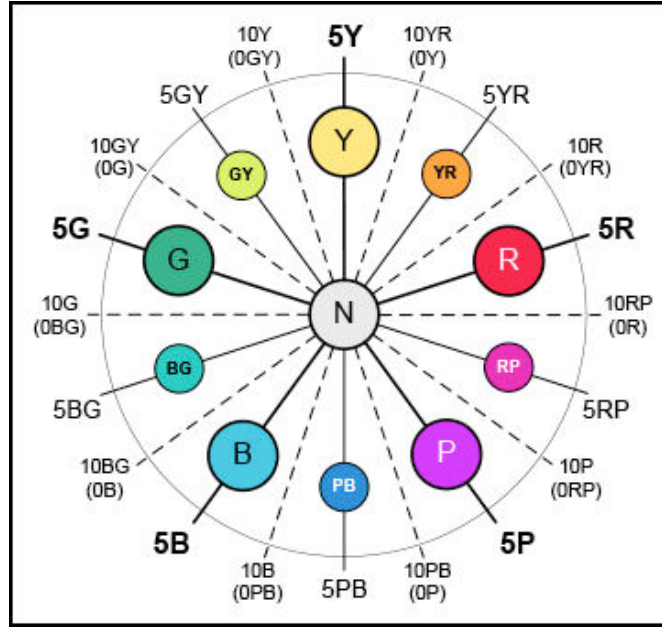 5Y
10Y
(0GY)
10YR
(0Y)
5GY
5YR
Y
GY
YR
10GY
(0G)
10R
(0YR)
5G
5R
G
R
10G
(0BG)
N
10RP
(0R)
BG
RP
5BG
5RP
B
P
10BG
(0B)
10P
(0RP)
PB
5B
5P
10B
(0PB)
5PB
10PB
(0P)